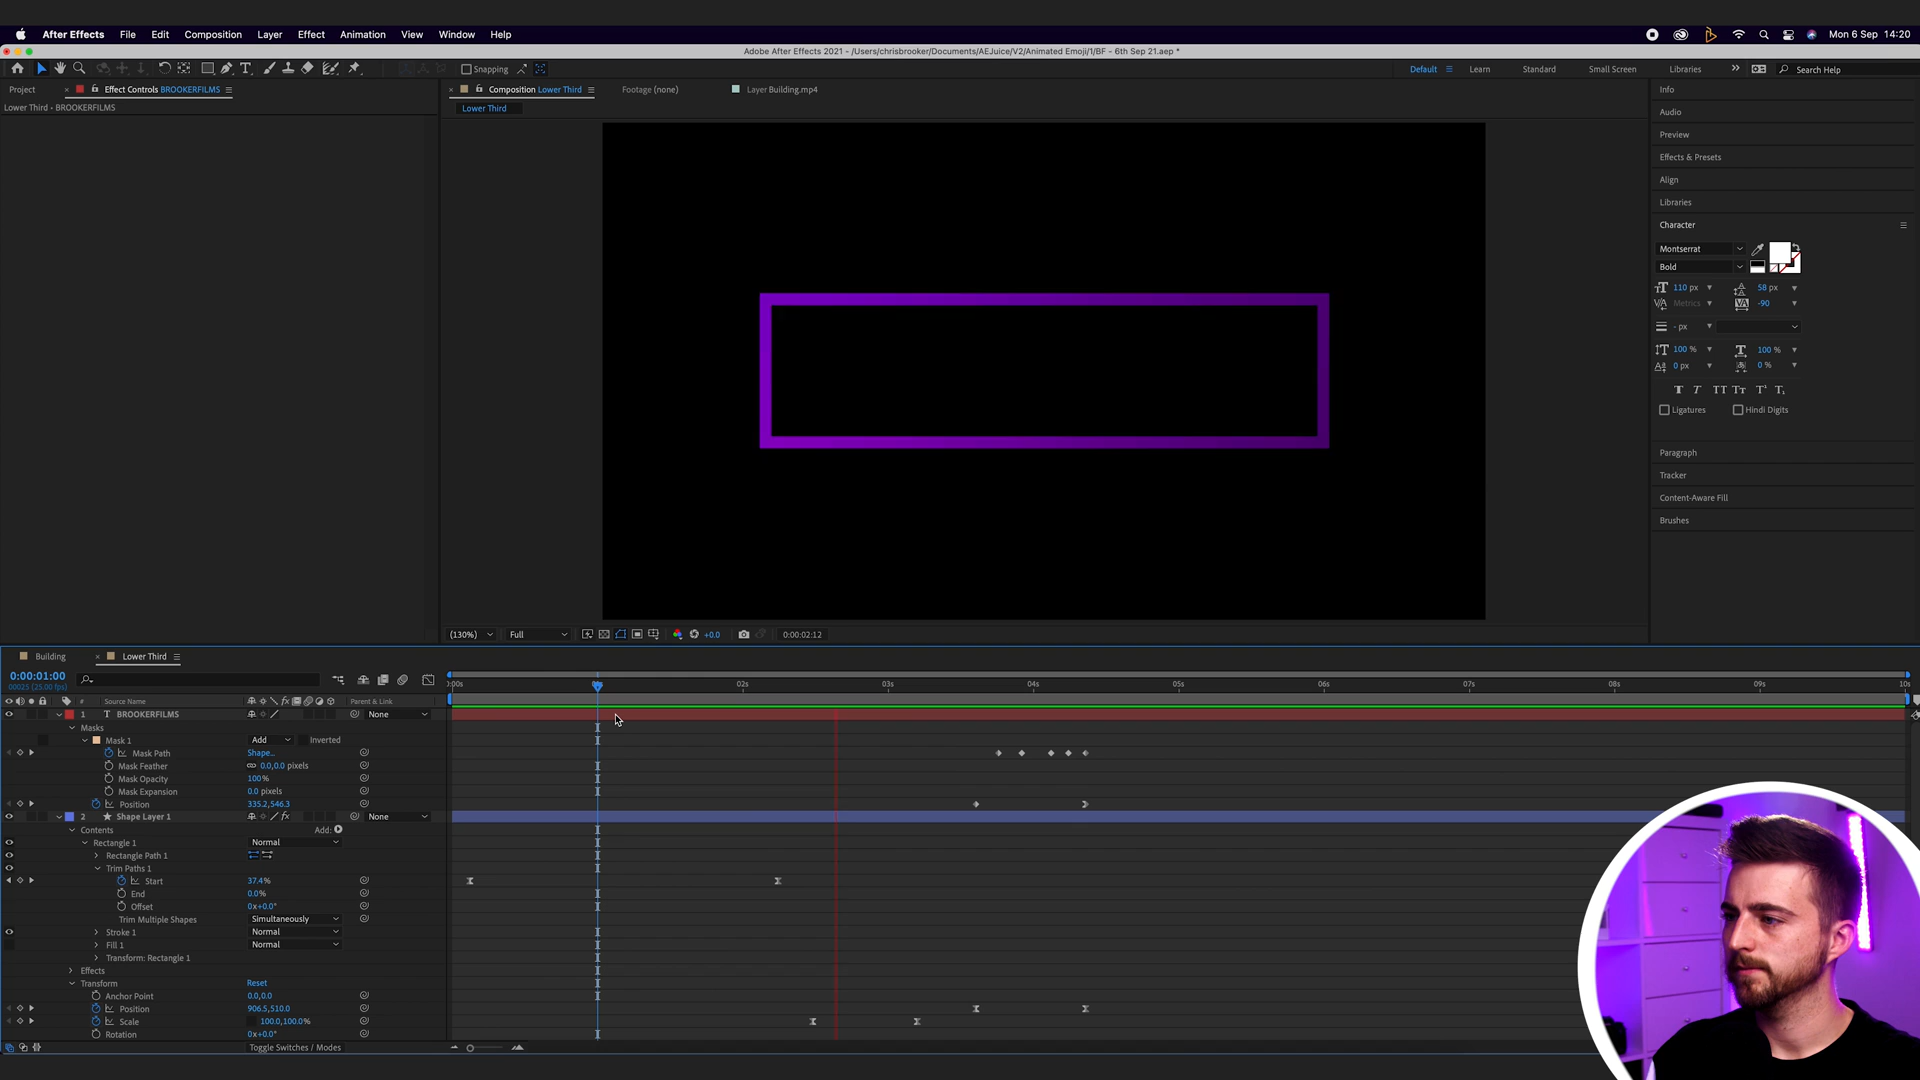 After Effects File Edit Composition Layer Effect Animation View Window Help Mon 6 Sep 14:20
Adobe After Effects 2021 - /Users/chrisbrooker/Documents/AEJuice/V2/Animated Emoji/1/BF - 6th Sep 21.aep *
Snapping Default Learn Standard Small Screen Libraries Search Help
Project Effect Controls BROOKERFILMS Composition Lower Third Footage (none) Layer Building.mp4 Info
Lower Third • BROOKERFILMS Lower Third
Audio
Preview
Effects & Presets
Align
Libraries
Character
Montserrat
Bold
110 px 58 px
Metrics -90
- px
100 % 100 %
0 px 0 %
T T TT Tr T¹ T₁
Ligatures Hindi Digits
Paragraph
Tracker
Content-Aware Fill
Brushes
(130%) Full +0.0 0:00:02:12
Building Lower Third
0:00:01:00
00025 (25.00 fps) 0:00s 02s 03s 04s 05s 06s 07s 08s 09s 10s
# Source Name Parent & Link
1 T BROOKERFILMS None
Masks
Mask 1 Add Inverted
Mask Path Shape...
Mask Feather 0.0,0.0 pixels
Mask Opacity 100%
Mask Expansion 0.0 pixels
Position 335.2,546.3
2 Shape Layer 1 None
Contents Add:
Rectangle 1 Normal
Rectangle Path 1
Trim Paths 1
Start 37.4%
End 0.0%
Offset 0x+0.0°
Trim Multiple Shapes Simultaneously
Stroke 1 Normal
Fill 1 Normal
Transform: Rectangle 1
Effects
Transform Reset
Anchor Point 0.0,0.0
Position 906.5,510.0
Scale 100.0,100.0%
Rotation 0x+0.0°
Toggle Switches / Modes